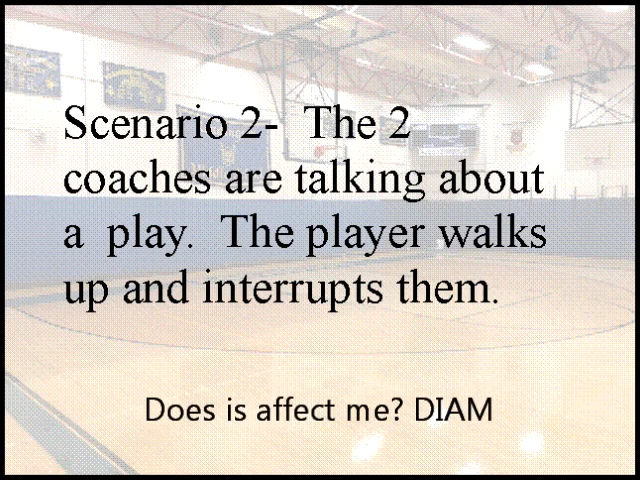 Scenario 2-  The 2
coaches are talking about
a  play.  The player walks
up and interrupts them.
Does is affect me? DIAM